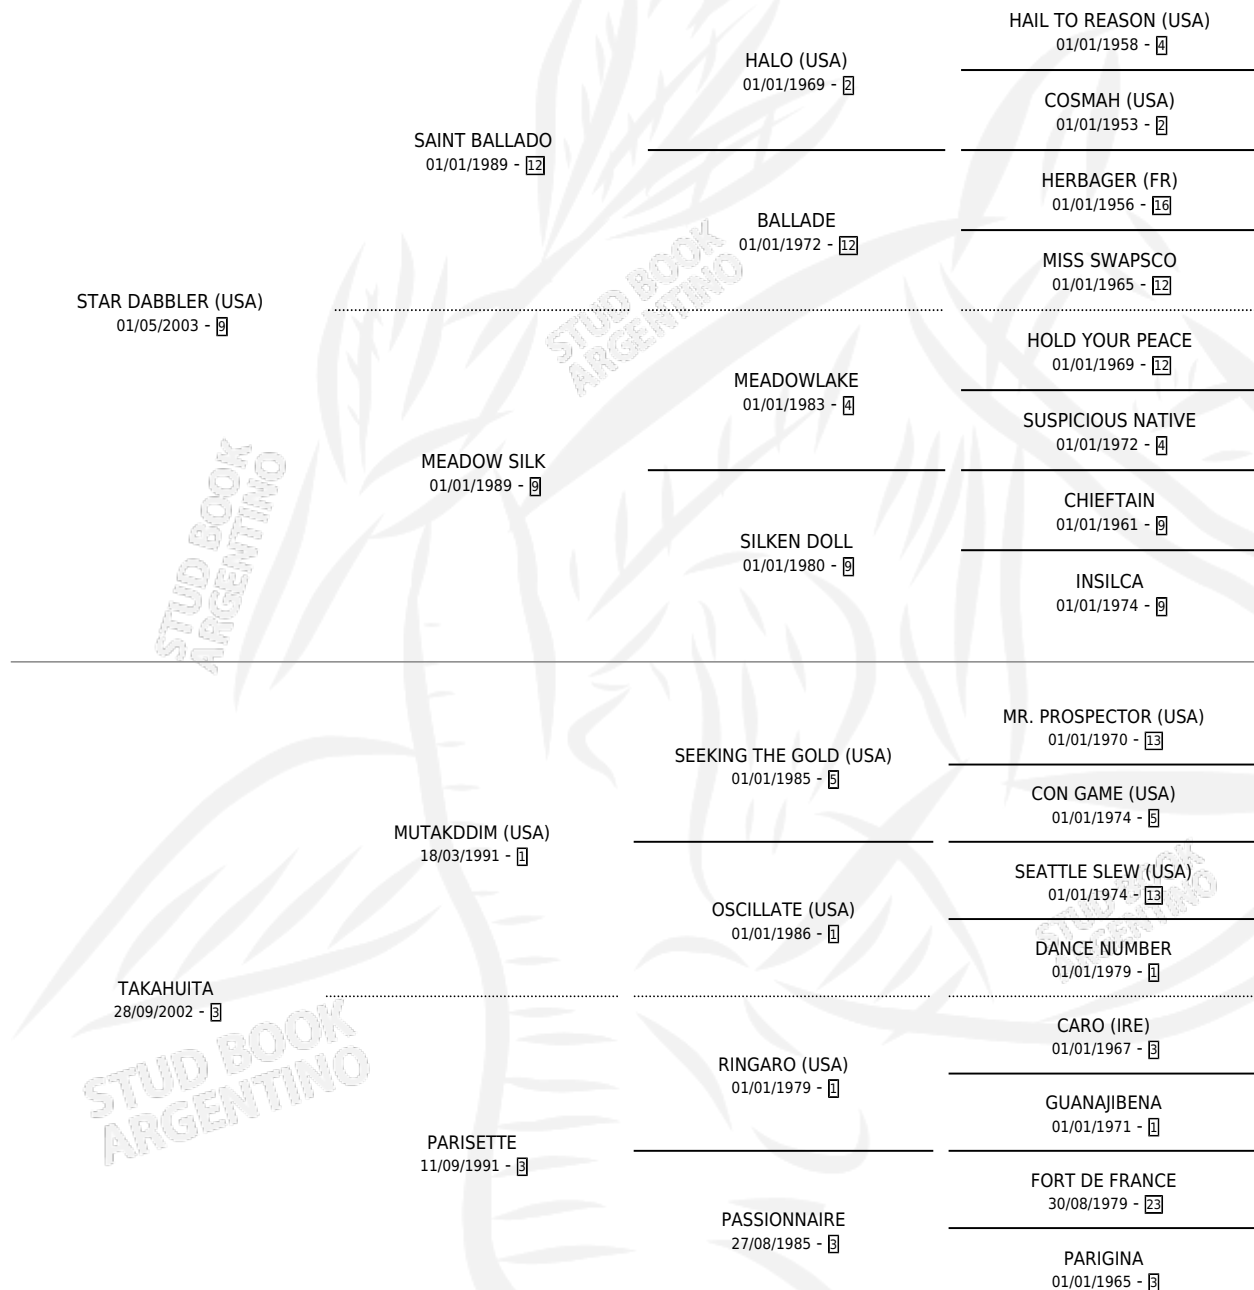 HAIL TO REASON (USA)
01/01/1958 - 4
HALO (USA)
01/01/1969 - 2
COSMAH (USA)
01/01/1953 - 2
SAINT BALLADO
01/01/1989 - 12
HERBAGER (FR)
01/01/1956 - 16
BALLADE
01/01/1972 - 12
MISS SWAPSCO
01/01/1965 - 12
STAR DABBLER (USA)
01/05/2003 - 9
STUD BOOK
ARGENTINO
HOLD YOUR PEACE
01/01/1969 - 12
MEADOWLAKE
01/01/1983 - 4
SUSPICIOUS NATIVE
01/01/1972 - 4
MEADOW SILK
01/01/1989 - 9
CHIEFTAIN
01/01/1961 - 9
SILKEN DOLL
01/01/1980 - 9
INSILCA
01/01/1974 - 9
STUD BOOK
ARGENTINO
MR. PROSPECTOR (USA)
01/01/1970 - 13
SEEKING THE GOLD (USA)
01/01/1985 - 5
CON GAME (USA)
01/01/1974 - 5
MUTAKDDIM (USA)
18/03/1991 - 1
SEATTLE SLEW (USA)
01/01/1974 - 13
OSCILLATE (USA)
01/01/1986 - 1
STUD BOOK
ARGENTINO
DANCE NUMBER
01/01/1979 - 1
TAKAHUITA
28/09/2002 - 3
CARO (IRE)
01/01/1967 - 3
RINGARO (USA)
01/01/1979 - 1
STUD BOOK
ARGENTINO
GUANAJIBENA
01/01/1971 - 1
PARISETTE
11/09/1991 - 3
FORT DE FRANCE
30/08/1979 - 23
PASSIONNAIRE
27/08/1985 - 3
PARIGINA
01/01/1965 - 3